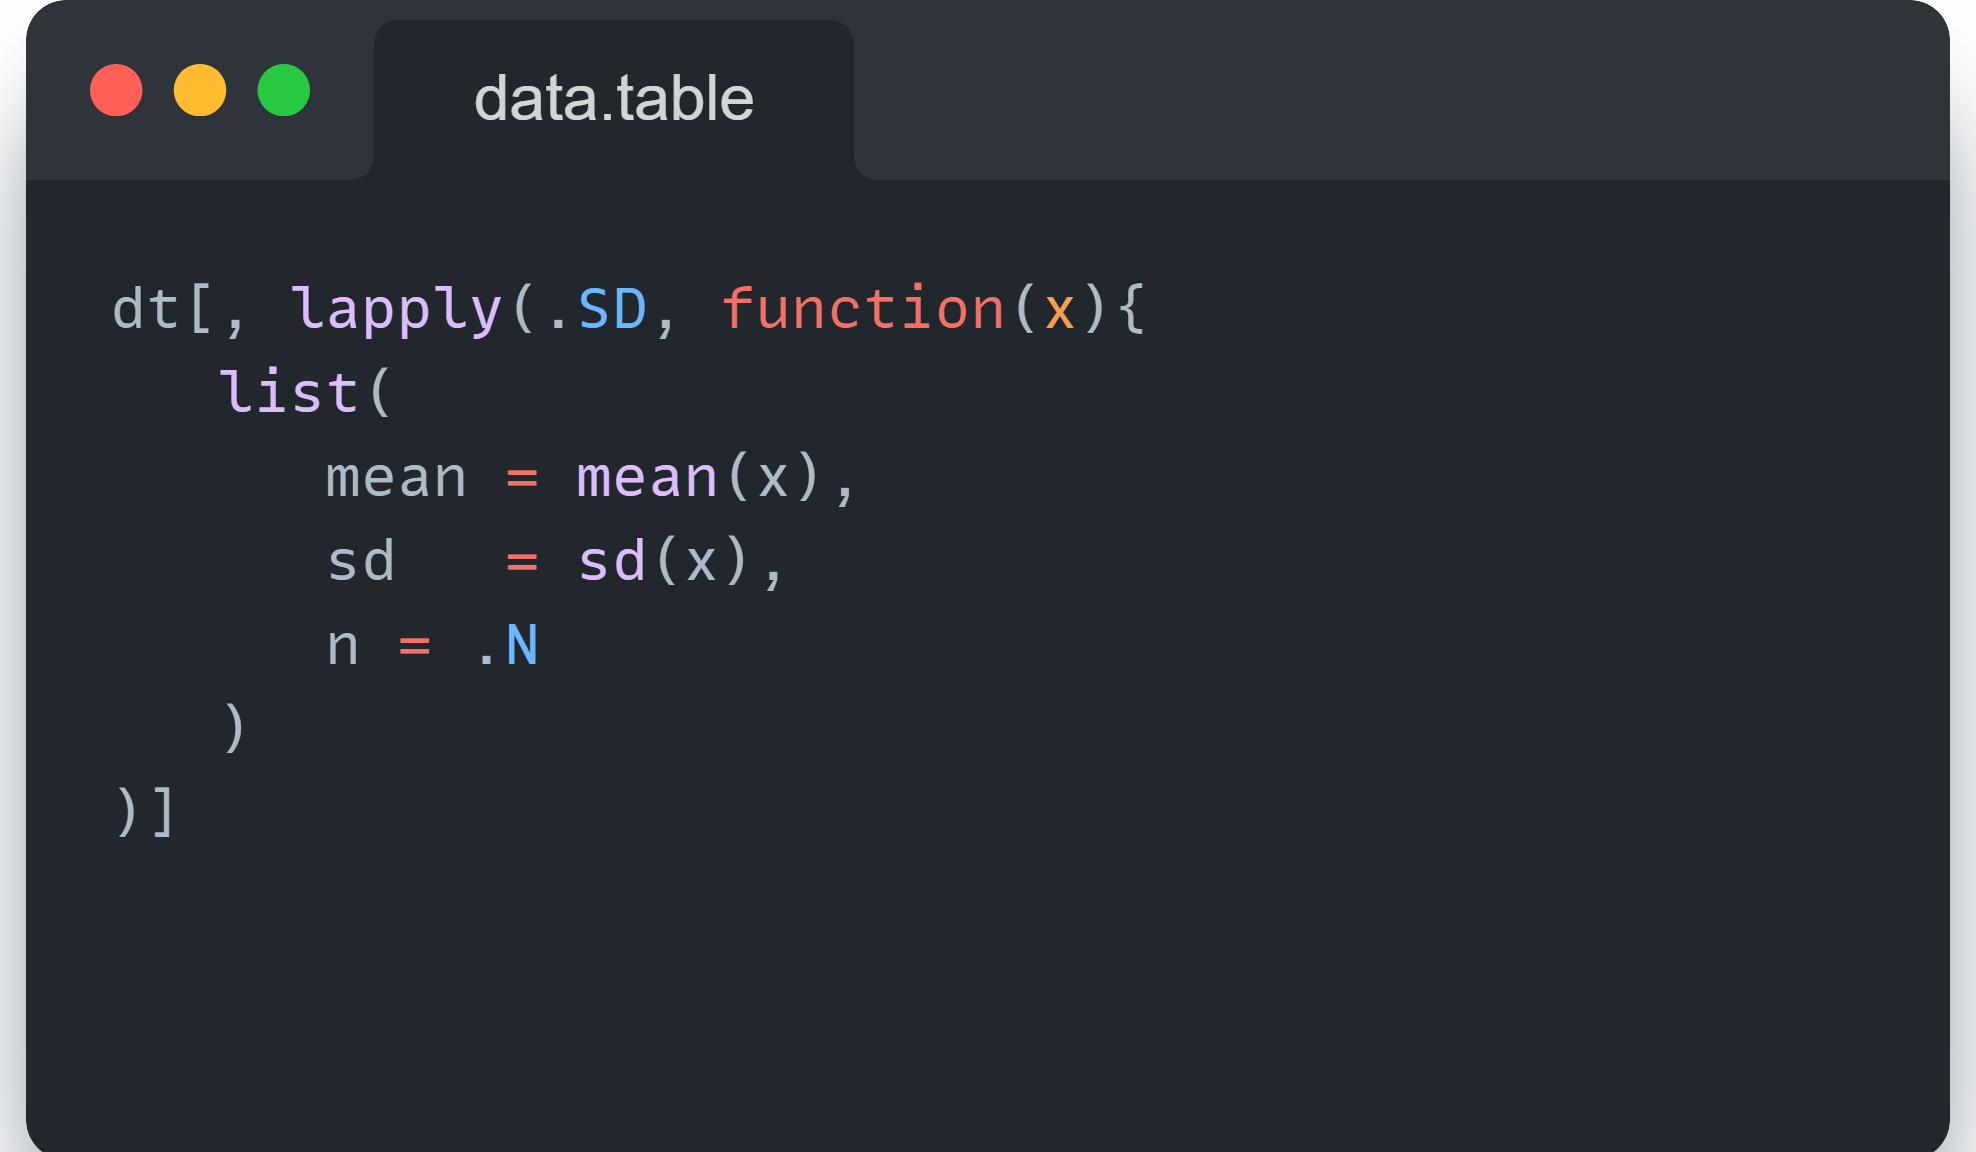 data.table
dt[, lapply(.SD, function(x){
   list(
      mean = mean(x),
      sd   = sd(x),
      n = .N
   )
)]